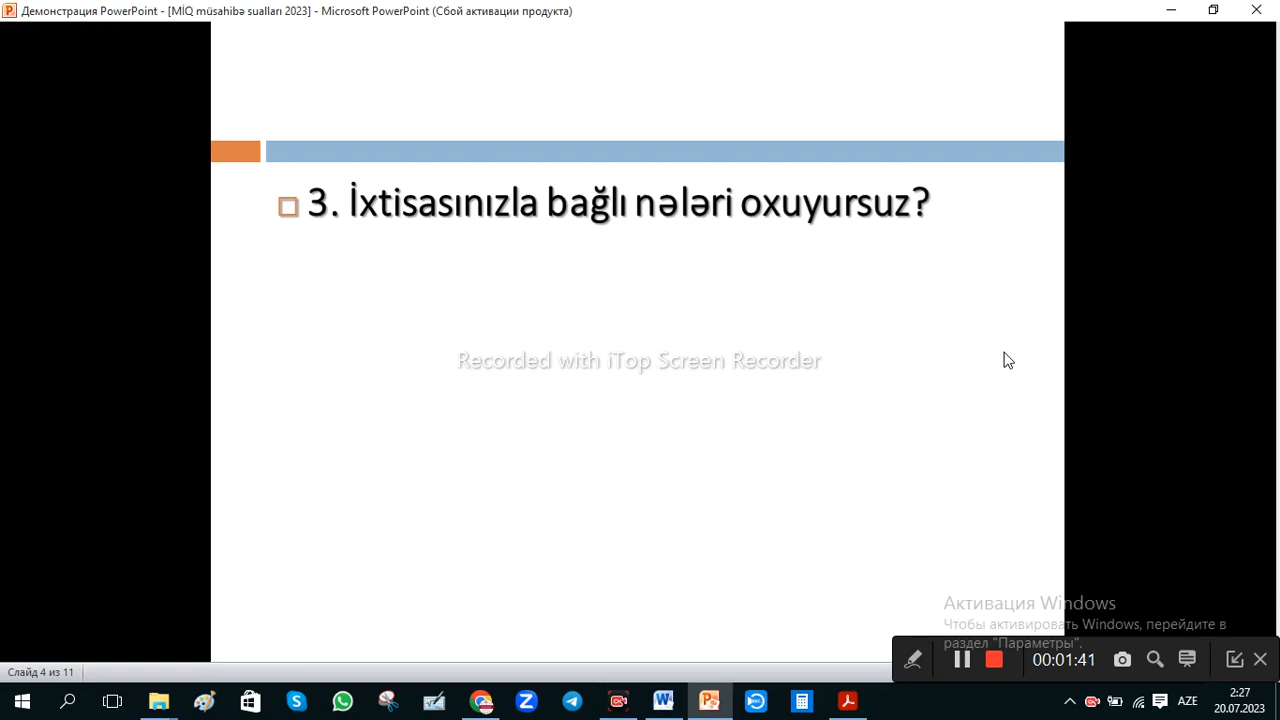 Демонстрация PowerPoint - [MİQ müsahibə sualları 2023] - Microsoft PowerPoint (Сбой активации продукта)
3. İxtisasınızla bağlı nələri oxuyursuz?
Recorded with iTop Screen Recorder
Активация Windows
Чтобы активировать Windows, перейдите в
раздел "Параметры".
00:01:41
Слайд 4 из 11
AZE
2:27
20.07.2023